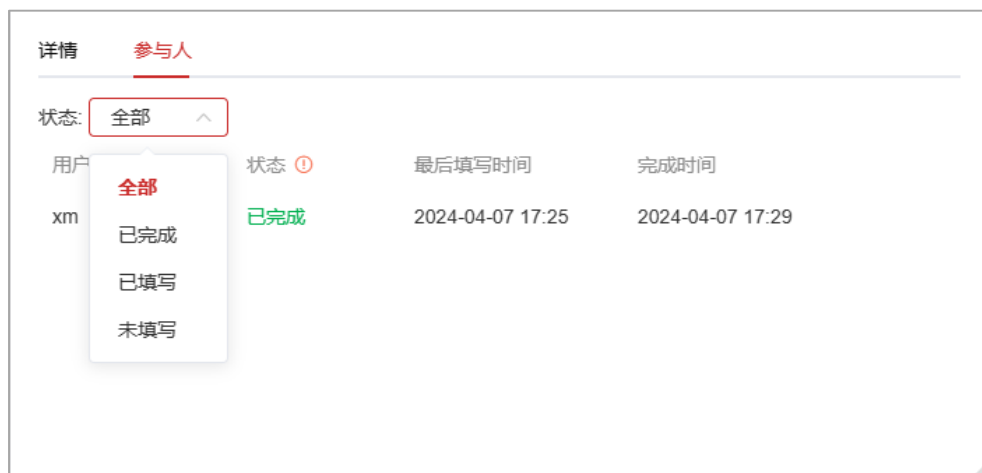 详情 参与人
状态: 全部
用户 状态 最后填写时间 完成时间
全部
xm 已完成 2024-04-07 17:25 2024-04-07 17:29
已完成
已填写
未填写